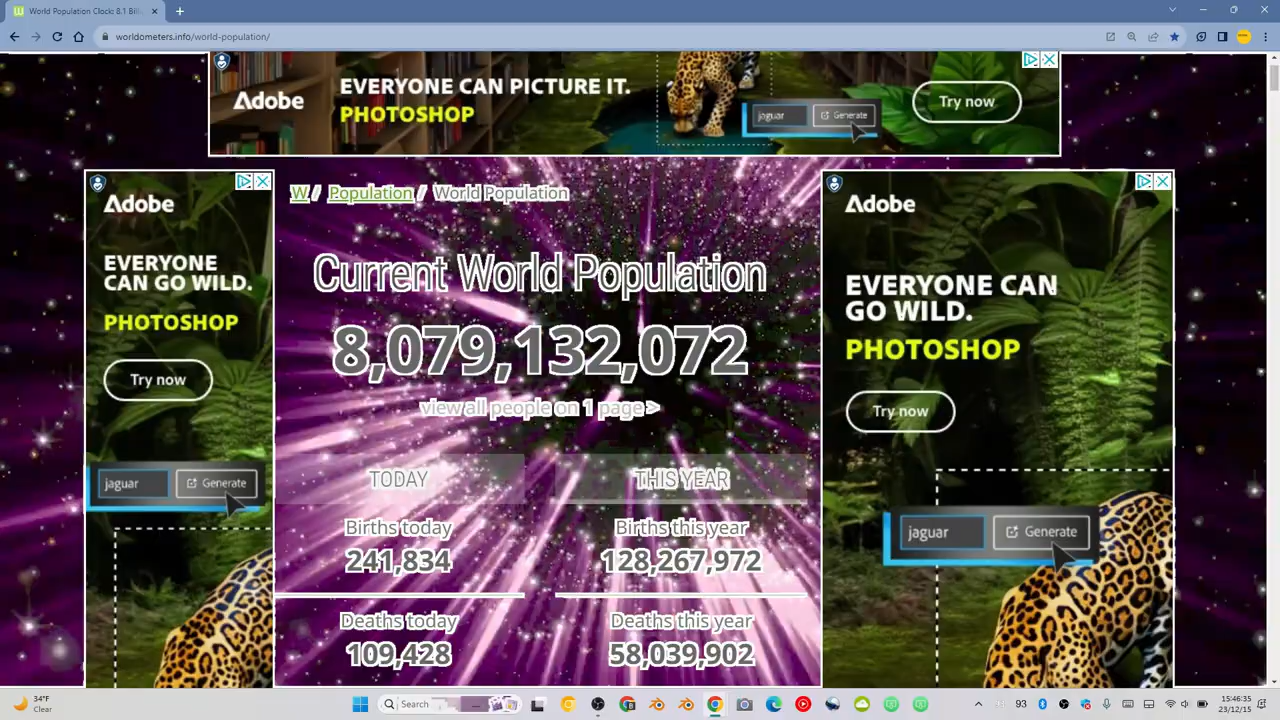 World Population Clock: 8.1 Bill
worldometers.info/world-population/
Adobe
EVERYONE CAN PICTURE IT.
PHOTOSHOP
jaguar
Generate
Try now
Adobe
EVERYONE
CAN GO WILD.
PHOTOSHOP
Try now
jaguar
Generate
W / Population / World Population
Current World Population
8,079,132,072
view all people on 1 page >
TODAY
THIS YEAR
Births today
241,834
Births this year
128,267,972
Deaths today
109,428
Deaths this year
58,039,902
Adobe
EVERYONE CAN
GO WILD.
PHOTOSHOP
Try now
jaguar
Generate
34°F
Clear
Search
93
15:46:35
23/12/15